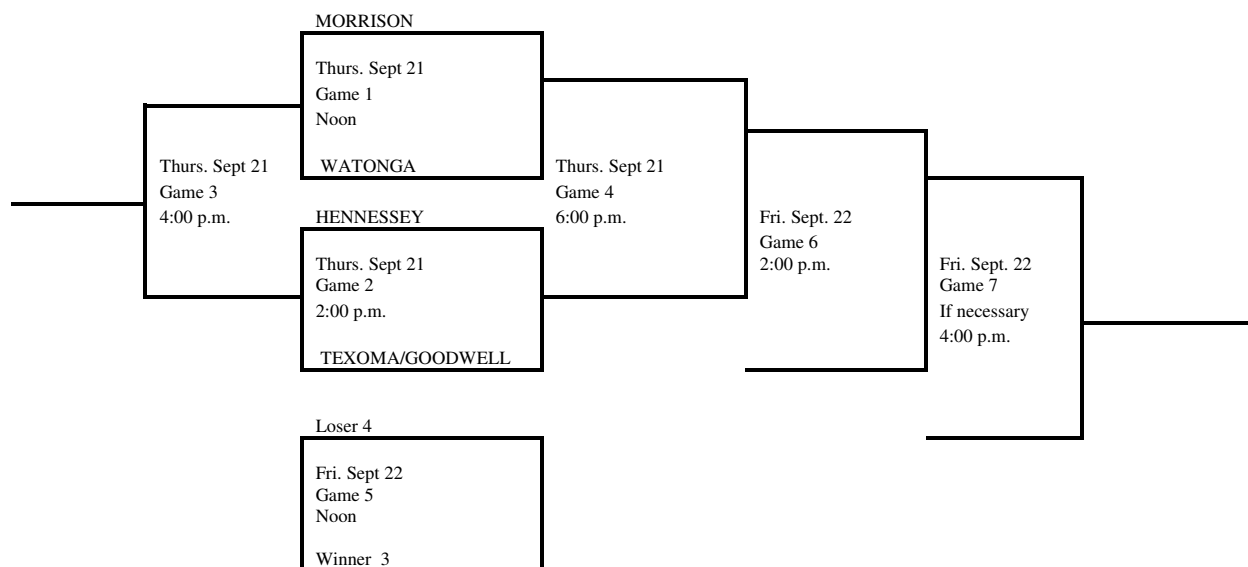 MORRISON
Thurs. Sept 21
Game 1
Noon
WATONGA
Thurs. Sept 21
Game 3
4:00 p.m.
Thurs. Sept 21
Game 4
6:00 p.m.
HENNESSEY
Thurs. Sept 21
Game 2
2:00 p.m.
TEXOMA/GOODWELL
Fri. Sept. 22
Game 6
2:00 p.m.
Fri. Sept. 22
Game 7
If necessary
4:00 p.m.
Loser 4
Fri. Sept 22
Game 5
Noon
Winner 3